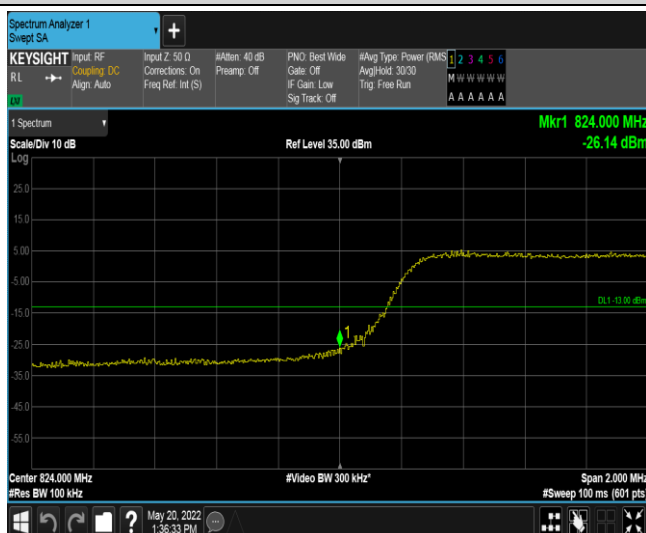 Spectrum Analyzer 1
Swept SA
KEYSIGHT
RL
Input: RF
Coupling: DC
Align: Auto
Input Z: 50 Ω
Corrections: On
Freq Ref: Int (S)
#Atten: 40 dB
Preamp: Off
PNO: Best Wide
Gate: Off
IF Gain: Low
Sig Track: Off
#Avg Type: Power (RMS
Avg|Hold: 30/30
Trig: Free Run
1 2 3 4 5 6
M W W W W W
A A A A A A
1 Spectrum
Mkr1 824.000 MHz
Scale/Div 10 dB
Ref Level 35.00 dBm
-26.14 dBm
Log
25.0
15.0
5.00
-5.00
DL1 -13.00 dBm
-15.0
1
-25.0
-35.0
-45.0
-55.0
Center 824.000 MHz
#Video BW 300 kHz*
Span 2.000 MHz
#Res BW 100 kHz
#Sweep 100 ms (601 pts)
?
May 20, 2022
1:36:33 PM